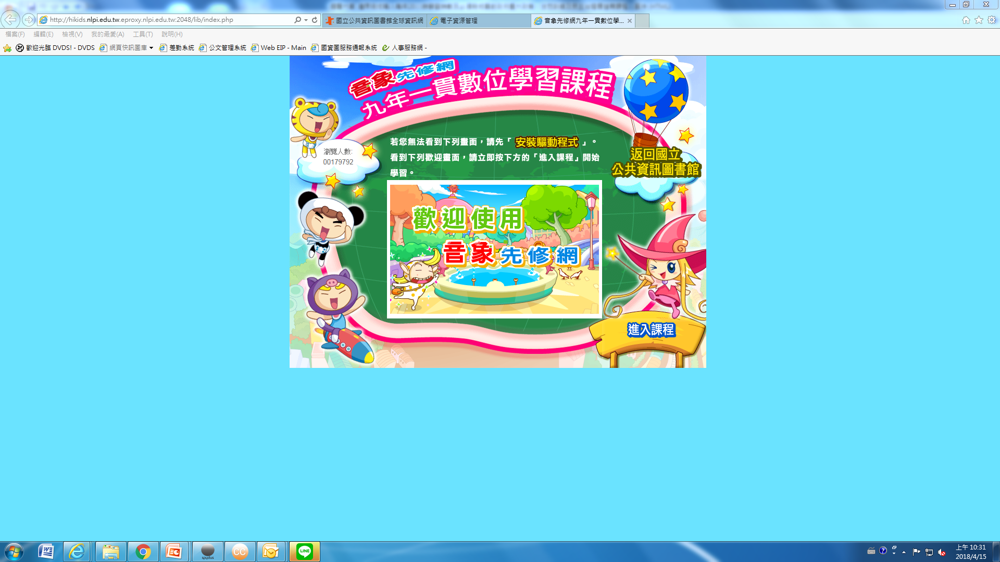 http://hikids.nlpi.edu.tw.eproxy.nlpi.edu.tw:2048/lib/index.php
國立公共資訊圖書館全球資訊網
電子資源管理
音象先修網九年一貫數位學...
檔案(F) 編輯(E) 檢視(V) 我的最愛(A) 工具(T) 說明(H)
歡迎光臨 DVDS! - DVDS 網頁快訊圖庫 差勤系統 公文管理系統 Web EIP - Main 國資圖服務通報系統 人事服務網 -
音象先修網
九年一貫數位學習課程
若您無法看到下列畫面，請先「 安裝驅動程式 」。
看到下列歡迎畫面，請立即按下方的「進入課程」開始
學習。
瀏覽人數:
00179792
返回國立
公共資訊圖書館
歡迎使用
音象先修網
進入課程
spydus
CC
LINE
上午 10:31
2018/4/15